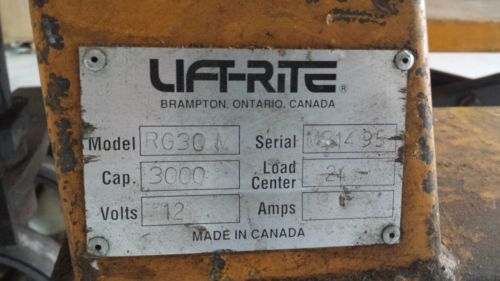 LIFT-RITE®
BRAMPTON, ONTARIO, CANADA
Model RG30 Serial
Cap. 3000 Load Center 24
Volts 12 Amps
MADE IN CANADA